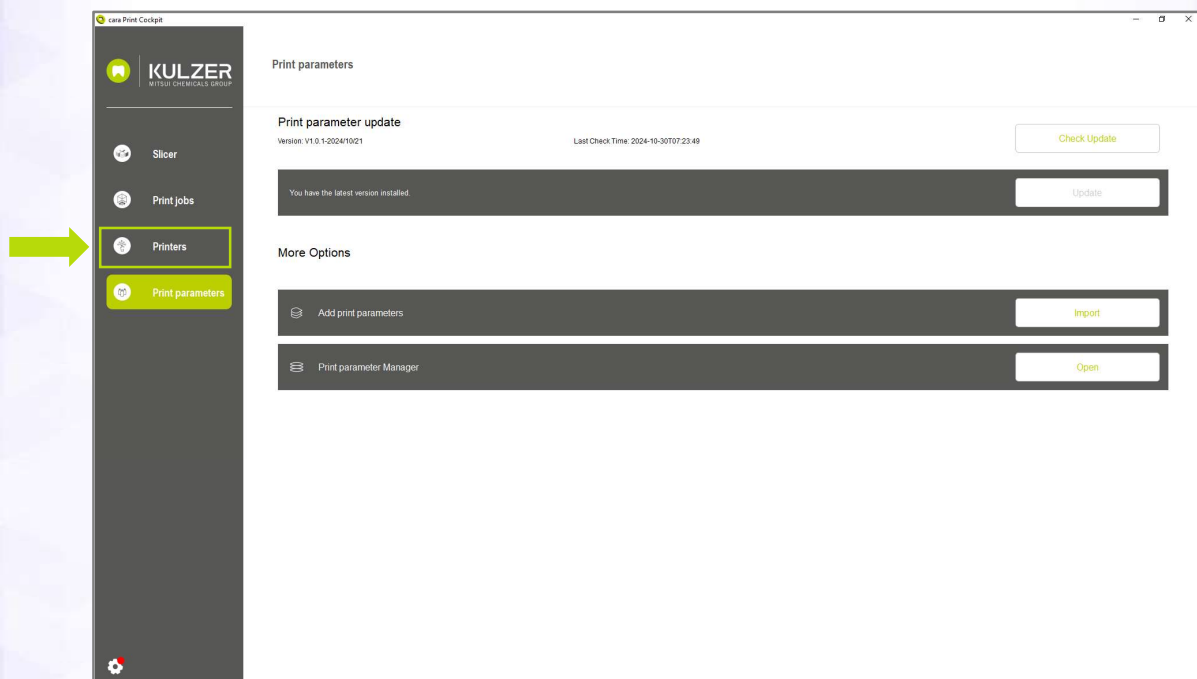 cara Print Cockpit
KULZER
MITSUI CHEMICALS GROUP
Slicer
Print jobs
Printers
Print parameters
Print parameters
Print parameter update
Version: V1.0.1-2024/10/21
Last Check Time: 2024-10-30T07:23:49
Check Update
You have the latest version installed.
Update
More Options
Add print parameters
Import
Print parameter Manager
Open